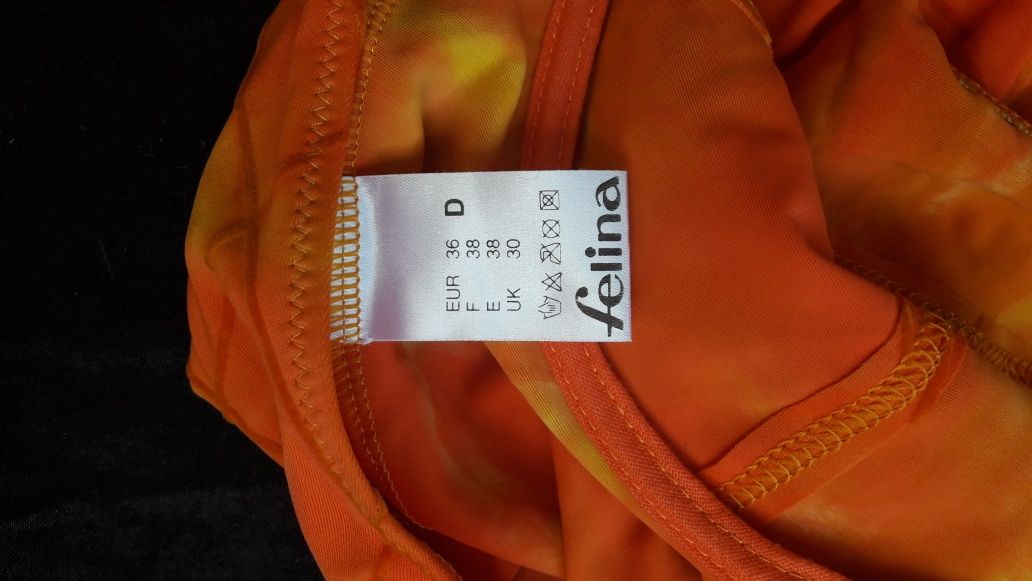 EUR 36 D
F 38
E 38
UK 30
felina